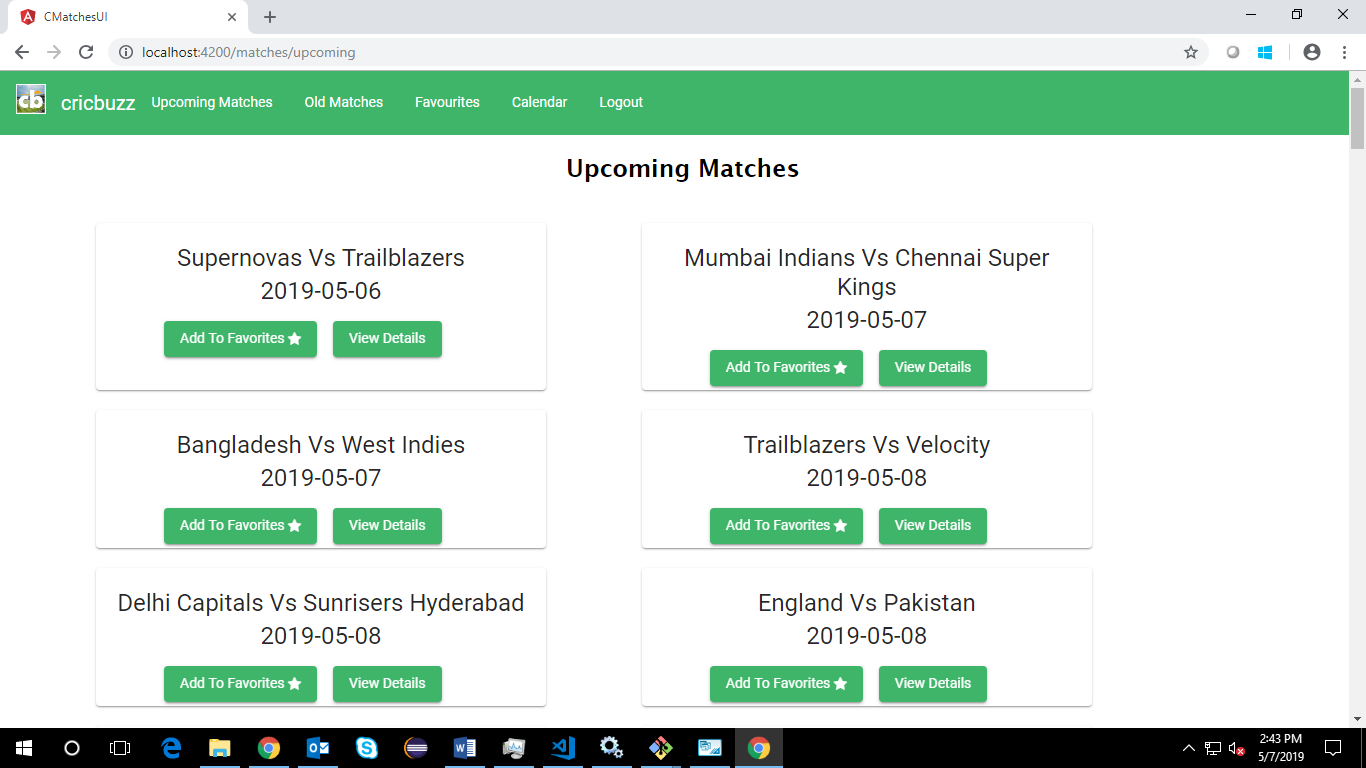 CMatchesUI
localhost:4200/matches/upcoming
cb cricbuzz Upcoming Matches Old Matches Favourites Calendar Logout
Upcoming Matches
Supernovas Vs Trailblazers
2019-05-06
Add To Favorites View Details
Mumbai Indians Vs Chennai Super
Kings
2019-05-07
Add To Favorites View Details
Bangladesh Vs West Indies
2019-05-07
Add To Favorites View Details
Trailblazers Vs Velocity
2019-05-08
Add To Favorites View Details
Delhi Capitals Vs Sunrisers Hyderabad
2019-05-08
Add To Favorites View Details
England Vs Pakistan
2019-05-08
Add To Favorites View Details
2:43 PM
5/7/2019